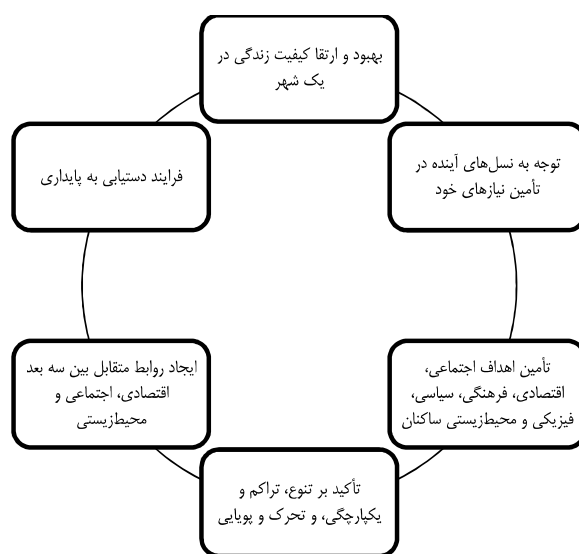 بهبود و ارتقا کیفیت زندگی در
یک شهر
توجه به نسل‌های آینده در
تأمین نیازهای خود
تأمین اهداف اجتماعی،
اقتصادی، فرهنگی، سیاسی،
فیزیکی و محیط‌زیستی ساکنان
تأکید بر تنوع، تراکم و
یکپارچگی، و تحرک و پویایی
ایجاد روابط متقابل بین سه بعد
اقتصادی، اجتماعی و
محیط‌زیستی
فرایند دستیابی به پایداری